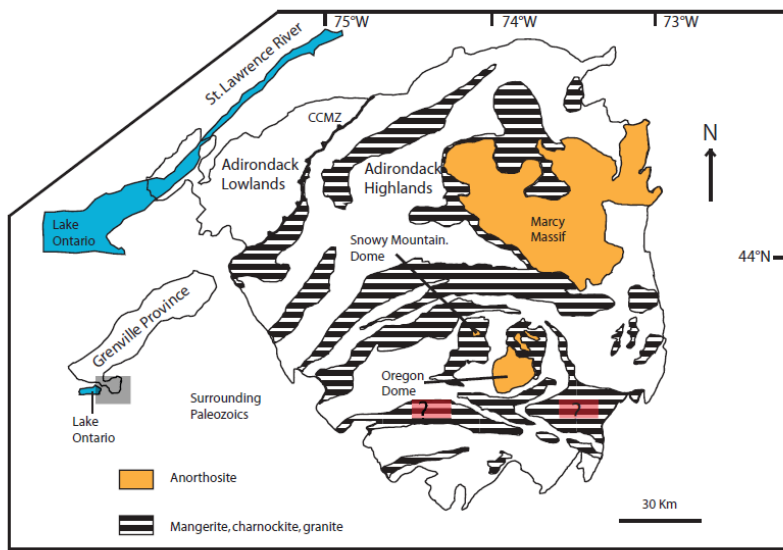 75°W
74°W
73°W
St. Lawrence River
CCMZ
N
Adirondack
Lowlands
Adirondack
Highlands
Lake
Ontario
Marcy
Massif
Snowy Mountain.
Dome
44°N
Grenville Province
Oregon
Dome
Lake
Ontario
Surrounding
Paleozoics
?
?
Anorthosite
30 Km
Mangerite, charnockite, granite